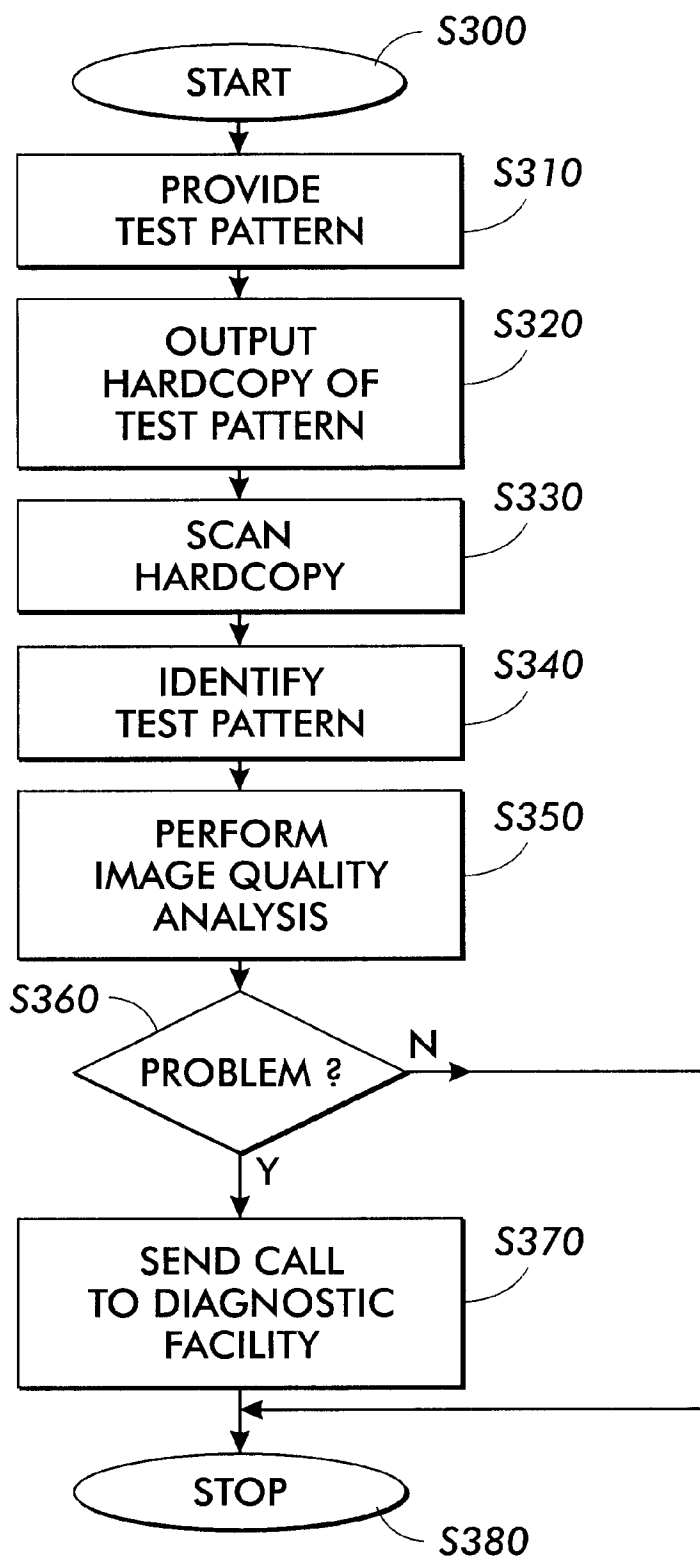 S300
START
S310
PROVIDE
TEST PATTERN
S320
OUTPUT
HARDCOPY OF
TEST PATTERN
S330
SCAN
HARDCOPY
S340
IDENTIFY
TEST PATTERN
S350
PERFORM
IMAGE QUALITY
ANALYSIS
S360
PROBLEM ?
N
Y
S370
SEND CALL
TO DIAGNOSTIC
FACILITY
STOP
S380